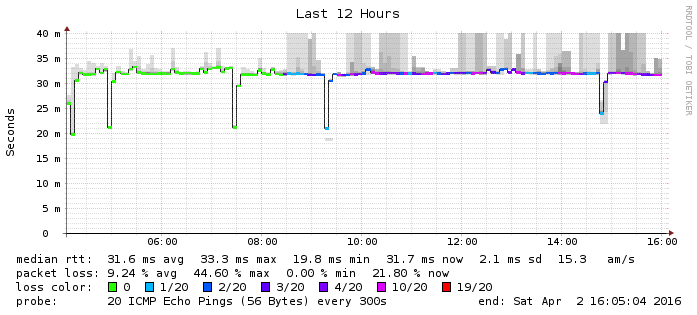 Last 12 Hours
RRDTOOL / TOBI OETIKER
Seconds
40 m
35 m
30 m
25 m
20 m
15 m
10 m
5 m
0
06:00 08:00 10:00 12:00 14:00 16:00
median rtt: 31.6 ms avg 33.3 ms max 19.8 ms min 31.7 ms now 2.1 ms sd 15.3 am/s
packet loss: 9.24 % avg 44.60 % max 0.00 % min 21.80 % now
loss color: 0 1/20 2/20 3/20 4/20 10/20 19/20
probe: 20 ICMP Echo Pings (56 Bytes) every 300s end: Sat Apr 2 16:05:04 2016